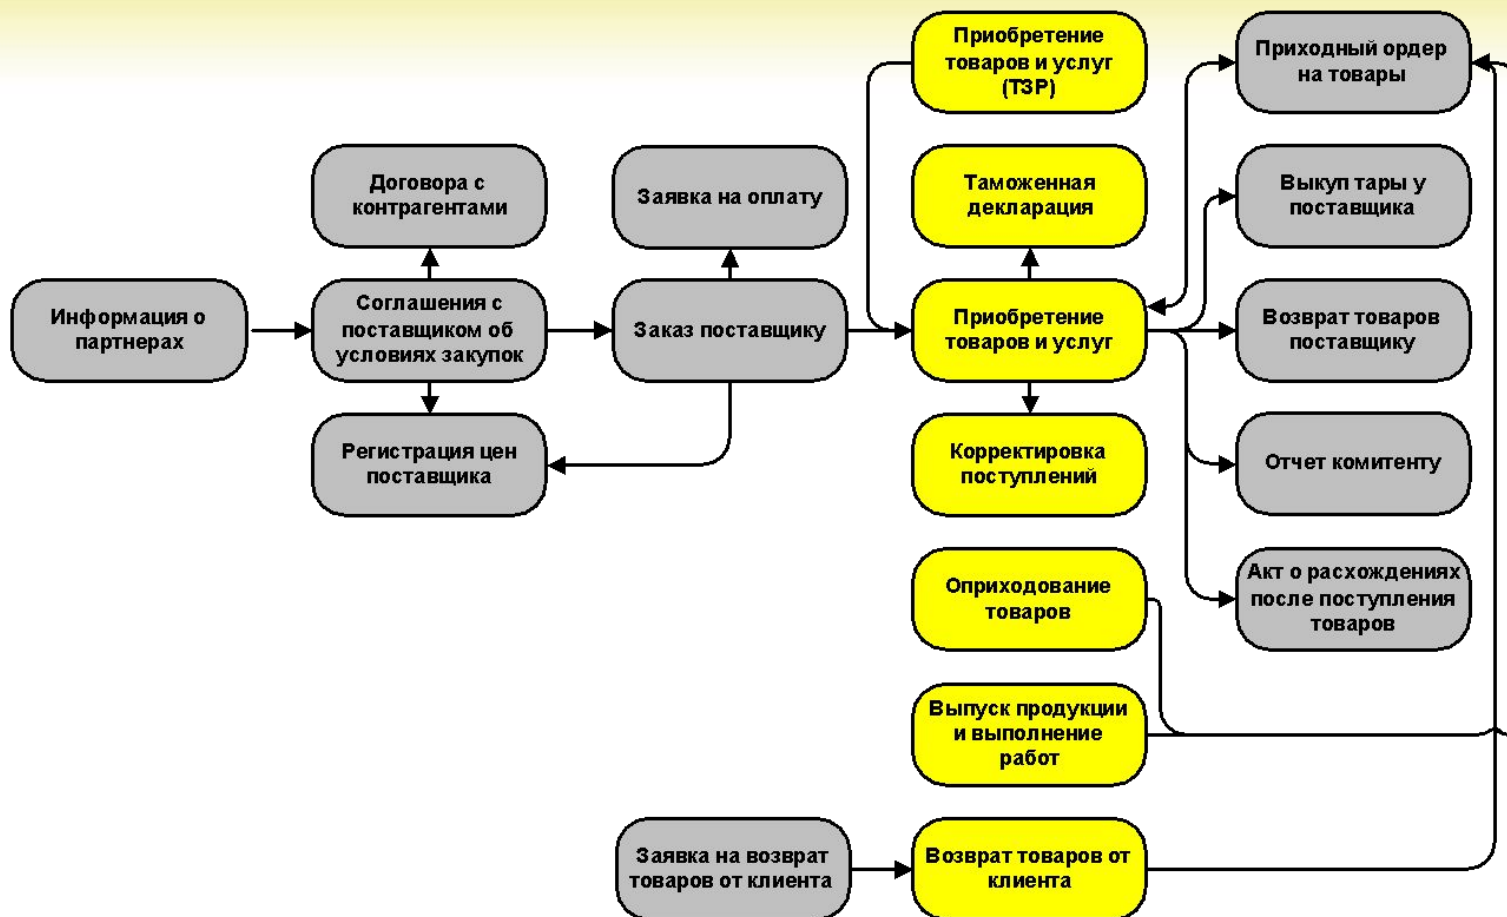 Приобретение
товаров и услуг
(ТЗР)
Приходный ордер
на товары
Договора с
контрагентами
Заявка на оплату
Таможенная
декларация
Выкуп тары у
поставщика
Информация о
партнерах
Соглашения с
поставщиком об
условиях закупок
Заказ поставщику
Приобретение
товаров и услуг
Возврат товаров
поставщику
Регистрация цен
поставщика
Корректировка
поступлений
Отчет комитенту
Оприходование
товаров
Акт о расхождениях
после поступления
товаров
Выпуск продукции
и выполнение
работ
Заявка на возврат
товаров от клиента
Возврат товаров от
клиента